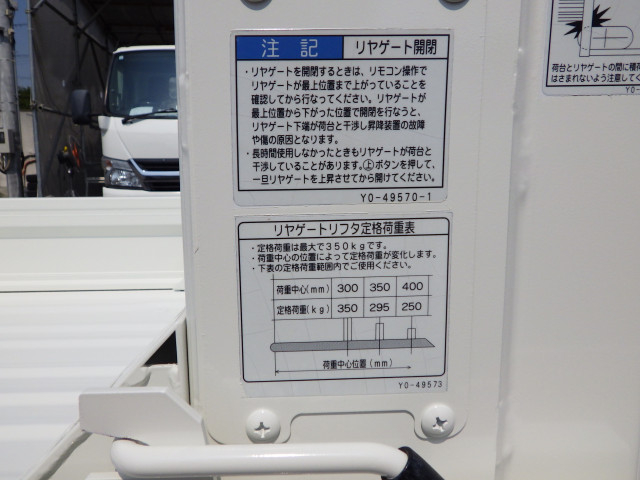 注記 リヤゲート開閉
・リヤゲートを開閉するときは、リモコン操作で
リヤゲートが最上位置まで上がっていることを
確認してから行なってください。リヤゲートが
最上位置から下がった位置で開閉を行なうと、
リヤゲート下端が荷台と干渉し昇降装置の故障
や傷の原因となります。
・長時間使用しなかったときもリヤゲートが荷台と
干渉していることがあります。㊤ボタンを押して、
一旦リヤゲートを上昇させてから開けてください。
YO-49570-1
リヤゲートリフタ定格荷重表
・定格荷重は最大で350kgです。
・荷重中心の位置によって定格荷重が変化します。
・下表の定格荷重範囲内でご使用ください。
荷重中心(mm) 300 350 400
定格荷重(kg) 350 295 250
荷重中心位置(mm)
YO-49573
荷台とリヤゲートの間に積荷
はさまれないよう注意してく
YO-